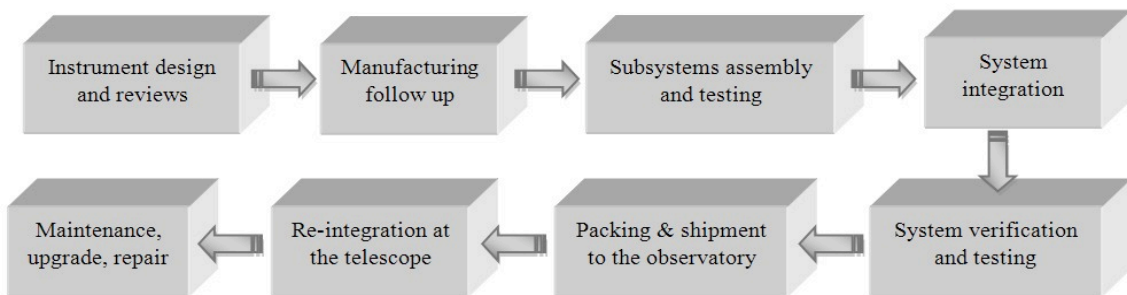 Instrument design
and reviews
Manufacturing
follow up
Subsystems assembly
and testing
System
integration
System verification
and testing
Packing & shipment
to the observatory
Re-integration at
the telescope
Maintenance,
upgrade, repair